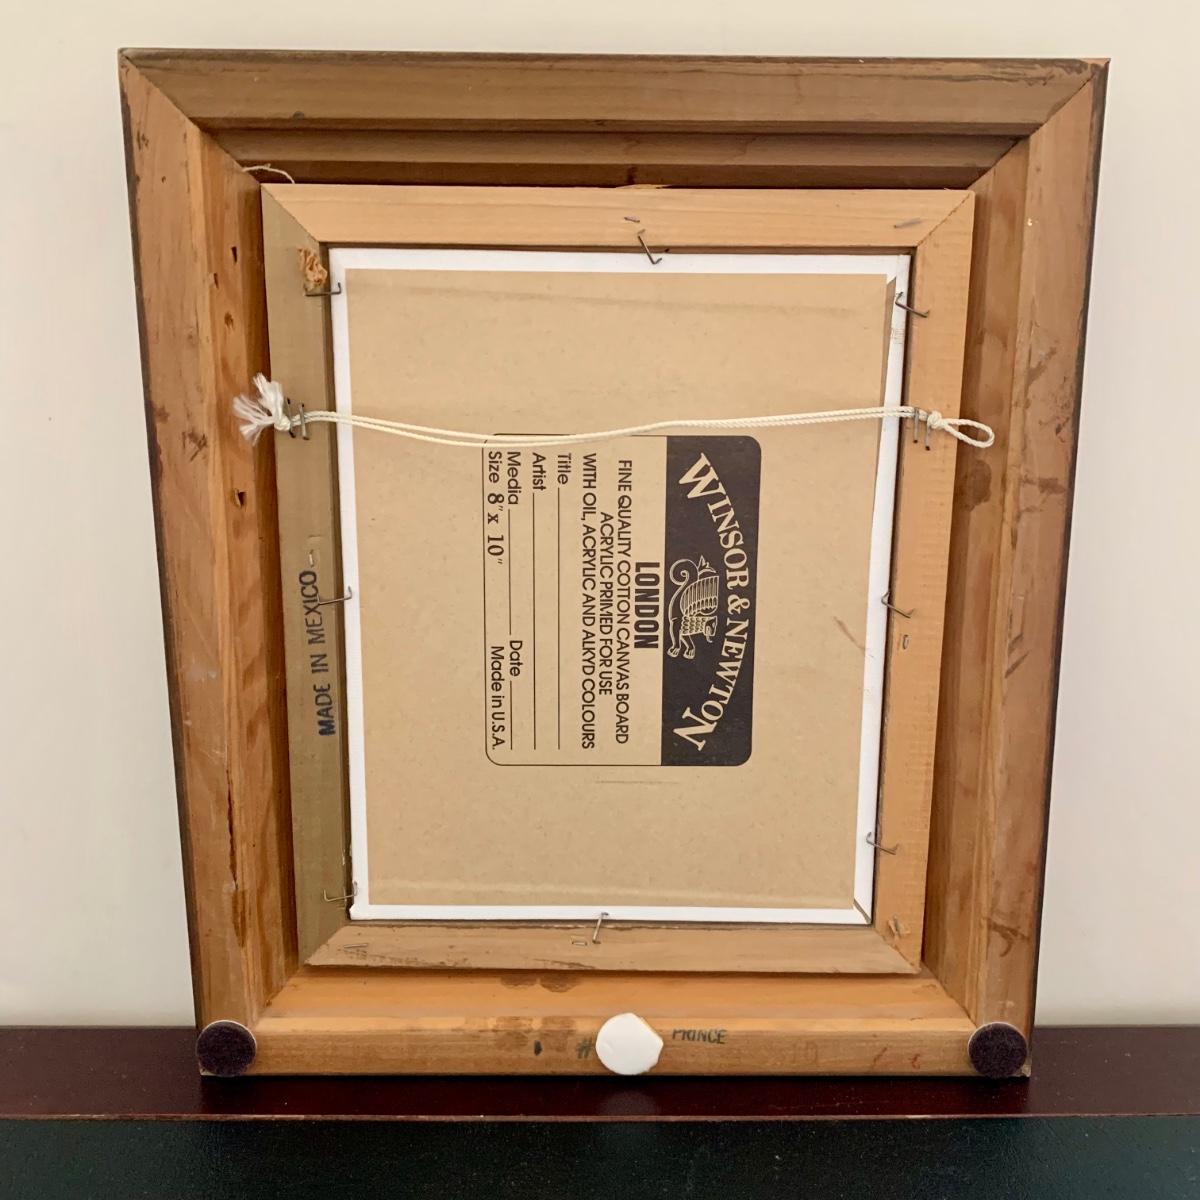 WINSOR & NEWTON
LONDON
FINE QUALITY COTTON CANVAS BOARD
ACRYLIC PRIMED FOR USE
WITH OIL, ACRYLIC AND ALKYD COLOURS
Title
Artist
Media Date
Size 8" x 10" Made in U.S.A.
MADE IN MEXICO
# PRINCE